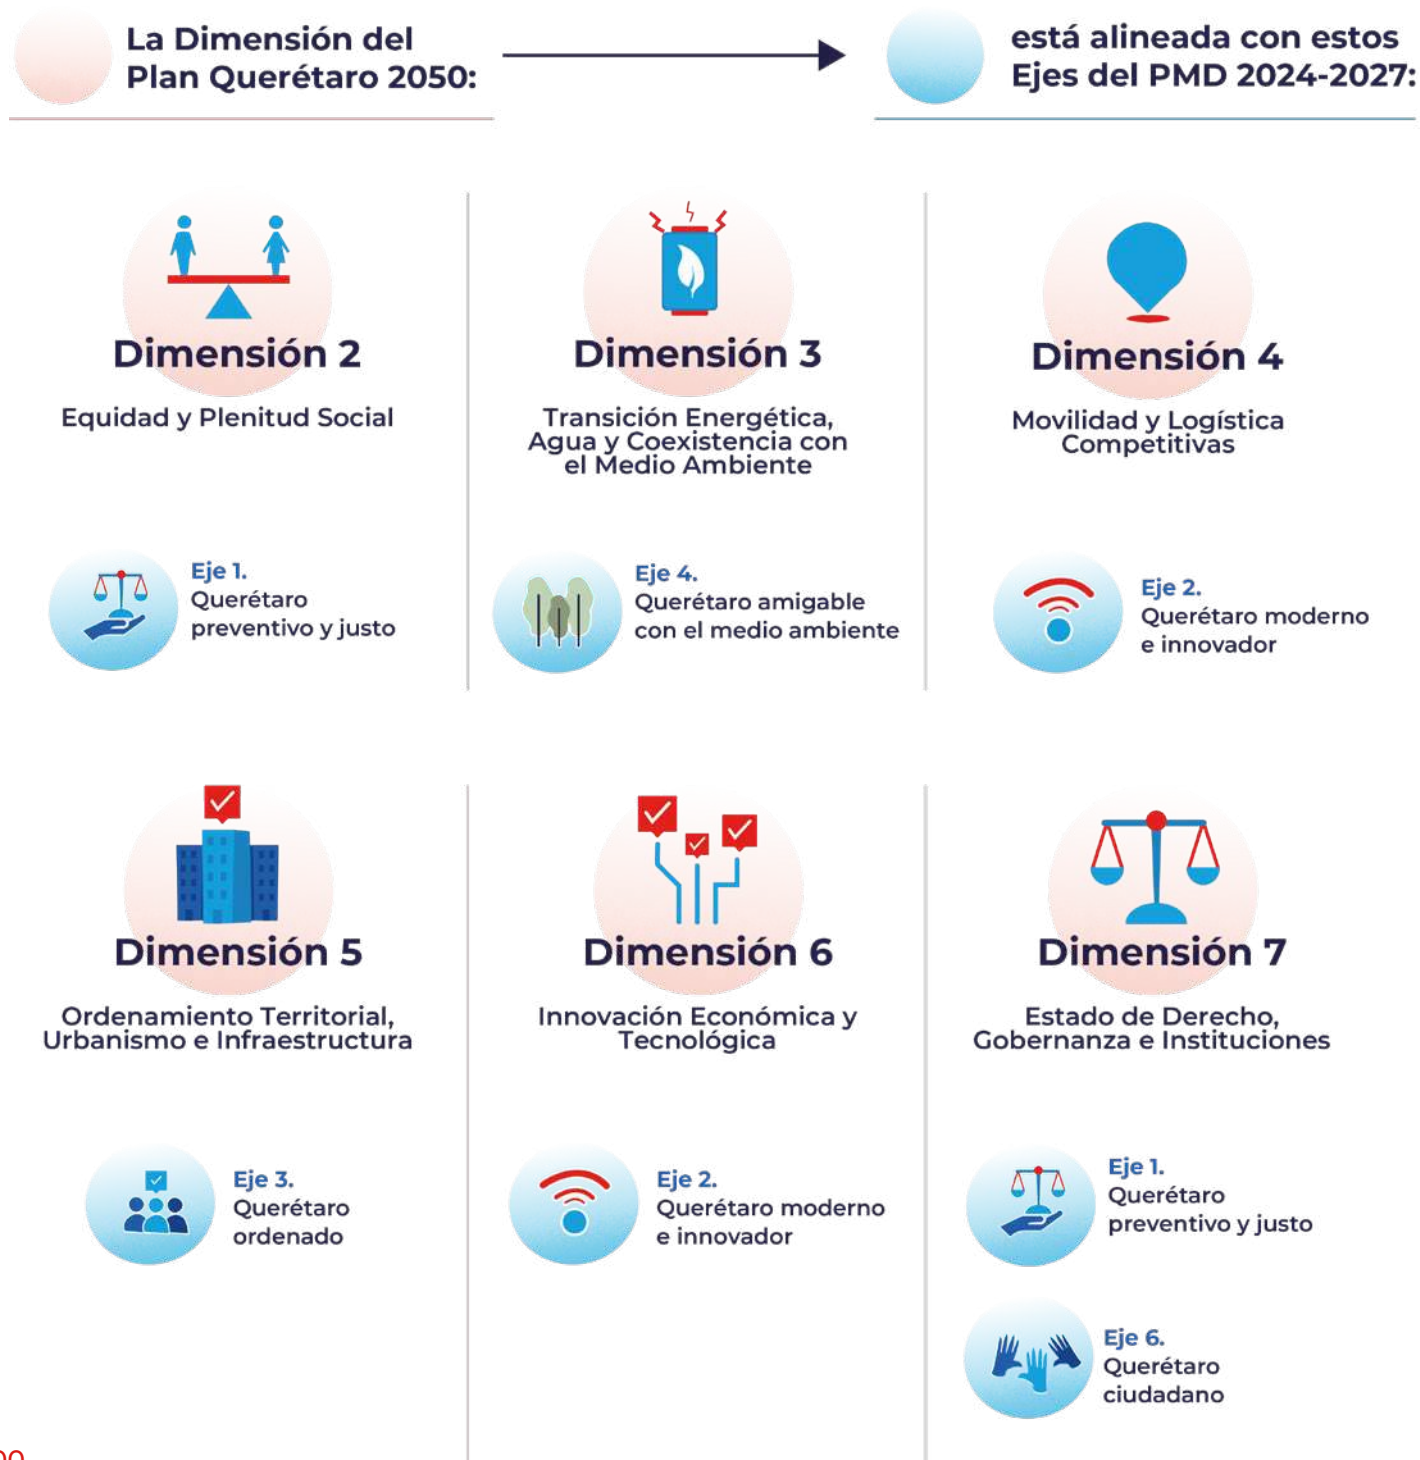 La Dimensión del
Plan Querétaro 2050:
está alineada con estos
Ejes del PMD 2024-2027:
Dimensión 2
Equidad y Plenitud Social
Eje 1.
Querétaro
preventivo y justo
Dimensión 3
Transición Energética,
Agua y Coexistencia con
el Medio Ambiente
Eje 4.
Querétaro amigable
con el medio ambiente
Dimensión 4
Movilidad y Logística
Competitivas
Eje 2.
Querétaro moderno
e innovador
Dimensión 5
Ordenamiento Territorial,
Urbanismo e Infraestructura
Eje 3.
Querétaro
ordenado
Dimensión 6
Innovación Económica y
Tecnológica
Eje 2.
Querétaro moderno
e innovador
Dimensión 7
Estado de Derecho,
Gobernanza e Instituciones
Eje 1.
Querétaro
preventivo y justo
Eje 6.
Querétaro
ciudadano